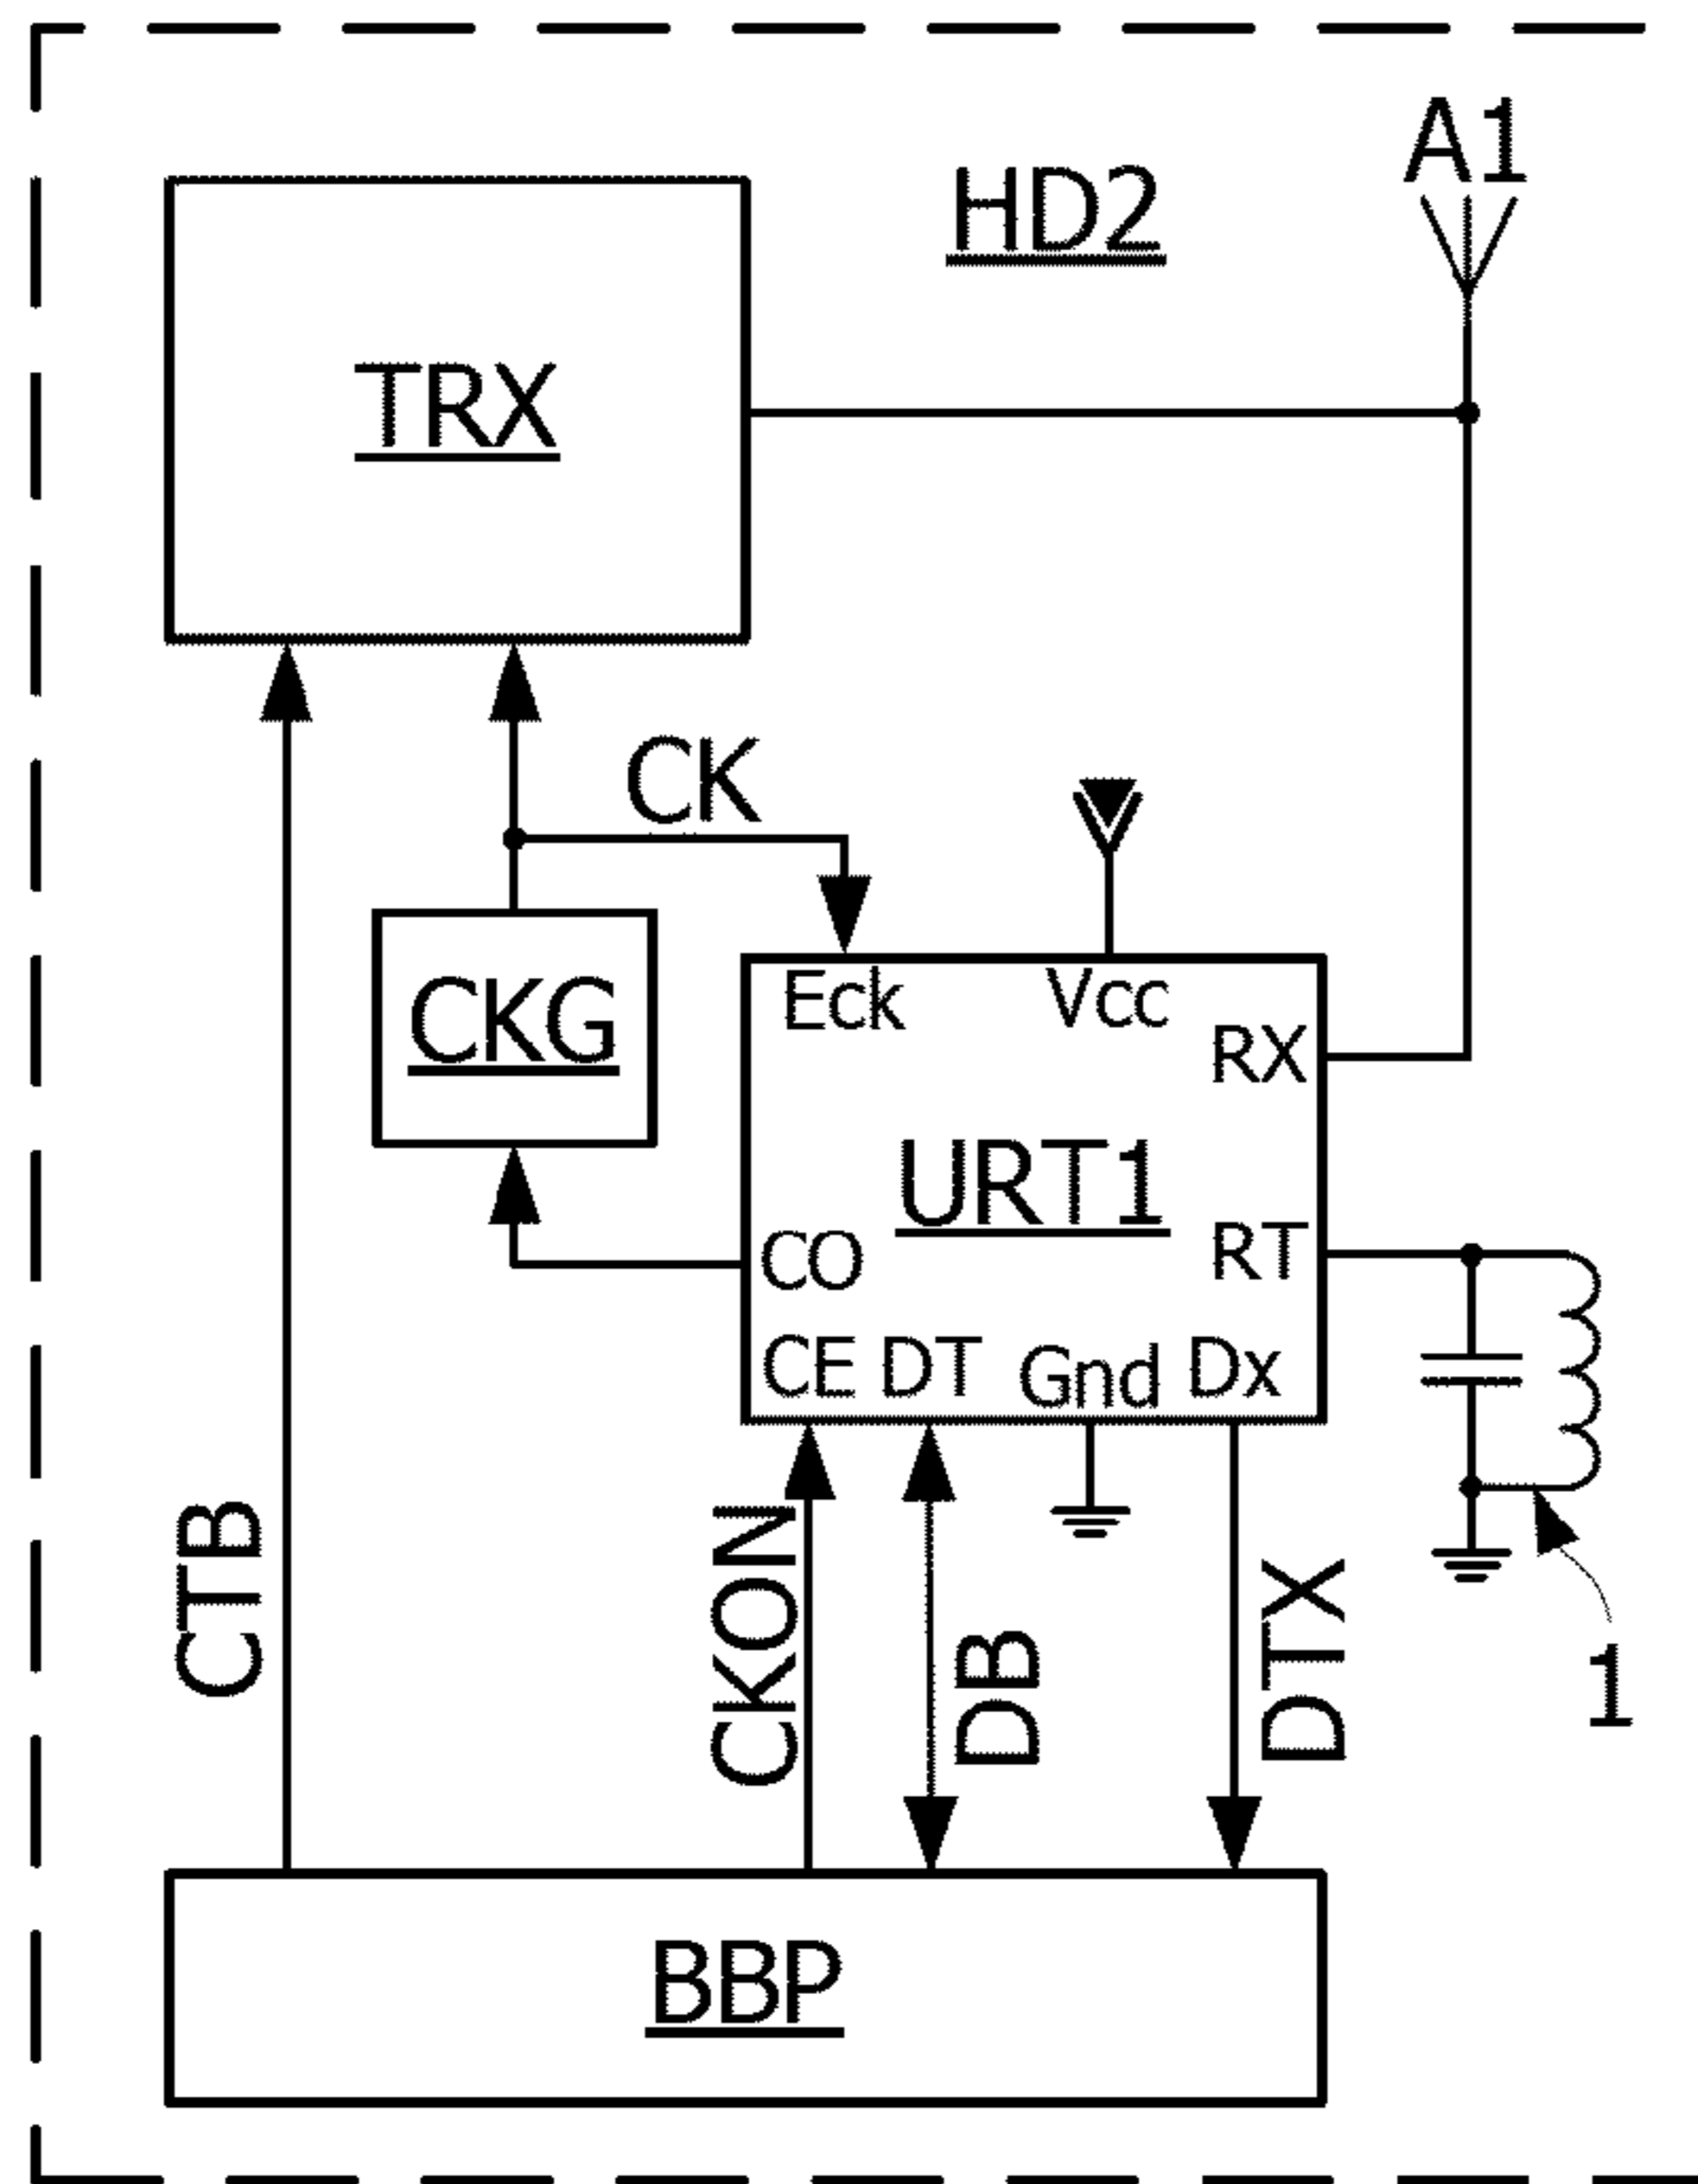 A1
HD2
TRX
CK
Eck
Vcc
CKG
RX
URT1
CO
RT
CE
DT
Gnd
Dx
CTB
CKON
DB
DTX
1
BBP